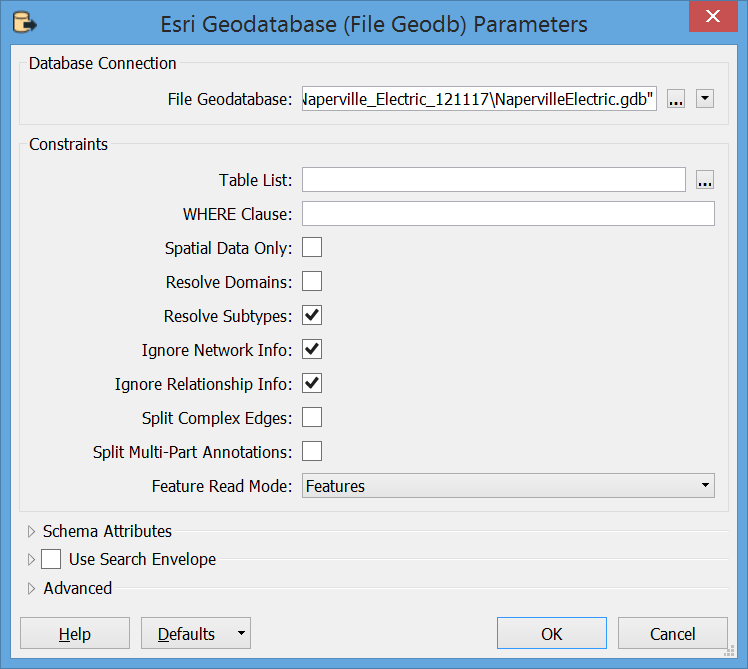 Esri Geodatabase (File Geodb) Parameters
Database Connection
File Geodatabase: Naperville_Electric_121117\NapervilleElectric.gdb" ...
Constraints
Table List: ...
WHERE Clause:
Spatial Data Only:
Resolve Domains:
Resolve Subtypes:
Ignore Network Info:
Ignore Relationship Info:
Split Complex Edges:
Split Multi-Part Annotations:
Feature Read Mode: Features
Schema Attributes
Use Search Envelope
Advanced
Help Defaults OK Cancel